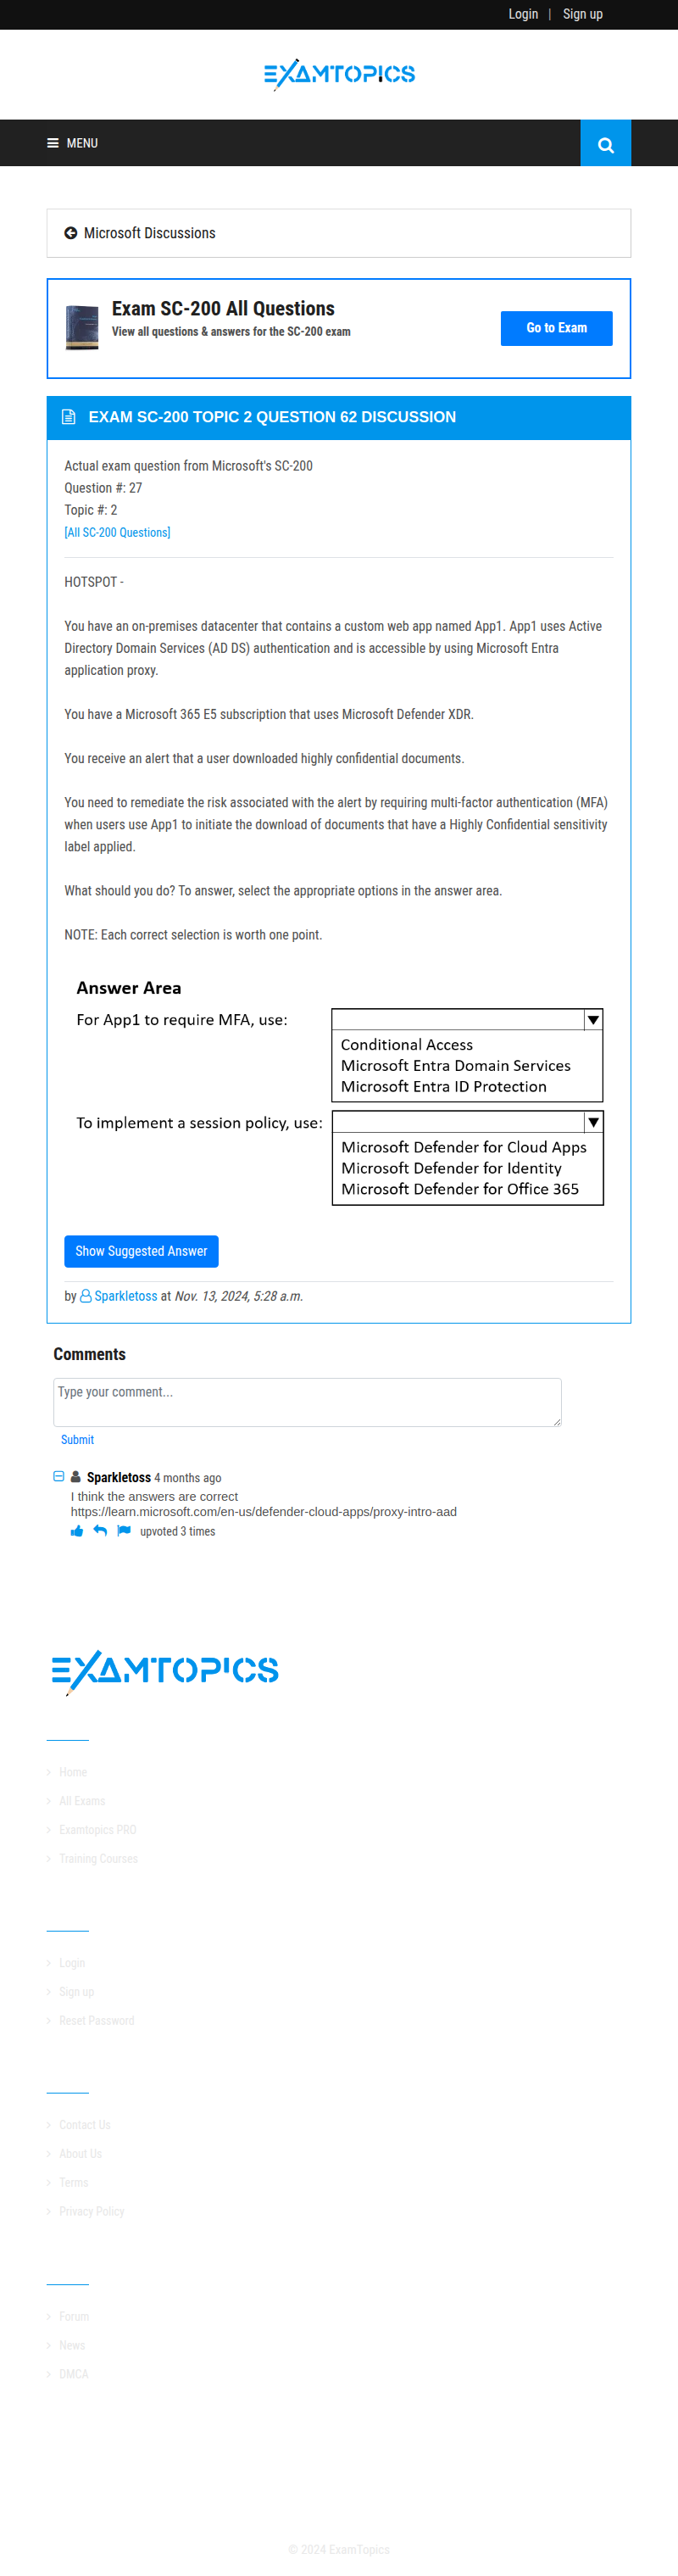 Login | Sign up
EXAMTOPICS
MENU
Microsoft Discussions
Exam SC-200 All Questions
View all questions & answers for the SC-200 exam
Go to Exam
EXAM SC-200 TOPIC 2 QUESTION 62 DISCUSSION
Actual exam question from Microsoft's SC-200
Question #: 27
Topic #: 2
[All SC-200 Questions]
HOTSPOT -
You have an on-premises datacenter that contains a custom web app named App1. App1 uses Active
Directory Domain Services (AD DS) authentication and is accessible by using Microsoft Entra
application proxy.
You have a Microsoft 365 E5 subscription that uses Microsoft Defender XDR.
You receive an alert that a user downloaded highly confidential documents.
You need to remediate the risk associated with the alert by requiring multi-factor authentication (MFA)
when users use App1 to initiate the download of documents that have a Highly Confidential sensitivity
label applied.
What should you do? To answer, select the appropriate options in the answer area.
NOTE: Each correct selection is worth one point.
Answer Area
For App1 to require MFA, use:
Conditional Access
Microsoft Entra Domain Services
Microsoft Entra ID Protection
To implement a session policy, use:
Microsoft Defender for Cloud Apps
Microsoft Defender for Identity
Microsoft Defender for Office 365
Show Suggested Answer
by Sparkletoss at Nov. 13, 2024, 5:28 a.m.
Comments
Type your comment...
Submit
Sparkletoss 4 months ago
I think the answers are correct
https://learn.microsoft.com/en-us/defender-cloud-apps/proxy-intro-aad
upvoted 3 times
EXAMTOPICS
Home
All Exams
Examtopics PRO
Training Courses
Login
Sign up
Reset Password
Contact Us
About Us
Terms
Privacy Policy
Forum
News
DMCA
© 2024 ExamTopics